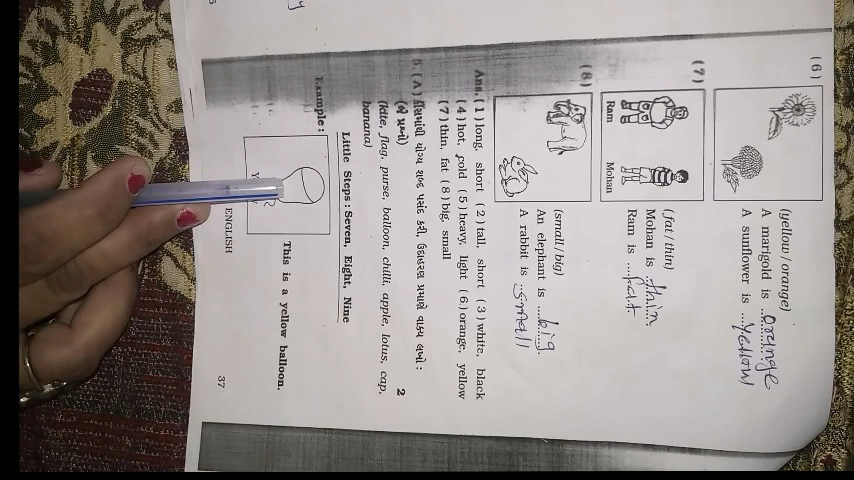 (6)
(yellow / orange)
A marigold is ..orange
A sunflower is ...yellow
(7)
Ram
Mohan
(fat / thin)
Mohan is ..thin.
Ram is ....fat.
(8)
(small / big)
An elephant is ....big.
A rabbit is ...small
Ans. (1) long, short (2) tall, short (3) white, black
(4) hot, cold (5) heavy, light (6) orange, yellow
(7) thin, fat (8) big, small
(A) કૌંસમાંથી યોગ્ય શબ્દ પસંદ કરી, ઉદાહરણ પ્રમાણે વાક્ય લખો :
2
(kite, flag, purse, balloon, chilli, apple, lotus, cap,
banana)
Little Steps : Seven, Eight, Nine
Example :
This is a yellow balloon.
ENGLISH
37